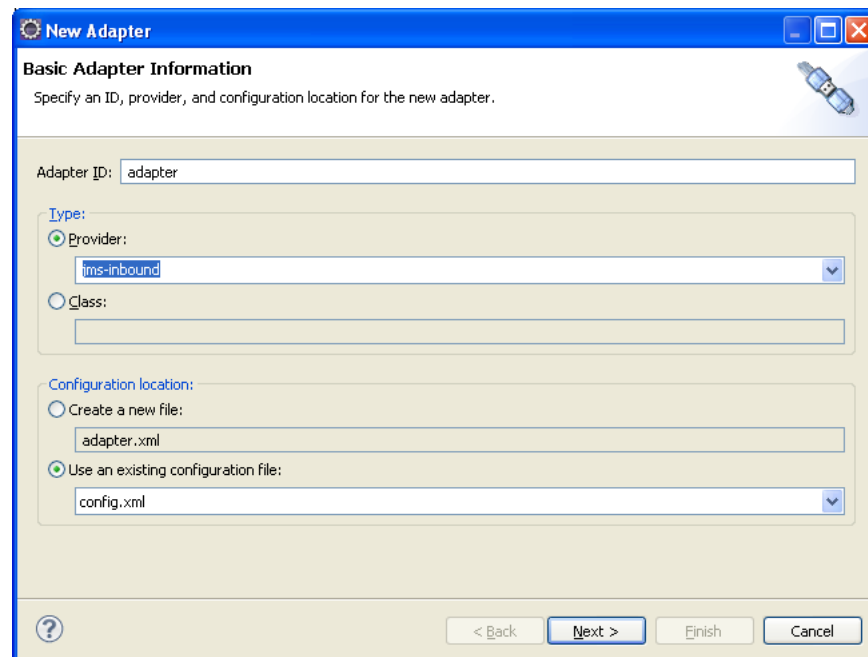 New Adapter
Basic Adapter Information
Specify an ID, provider, and configuration location for the new adapter.
Adapter ID: adapter
Type:
Provider:
jms-inbound
Class:
Configuration location:
Create a new file:
adapter.xml
Use an existing configuration file:
config.xml
? < Back Next > Finish Cancel